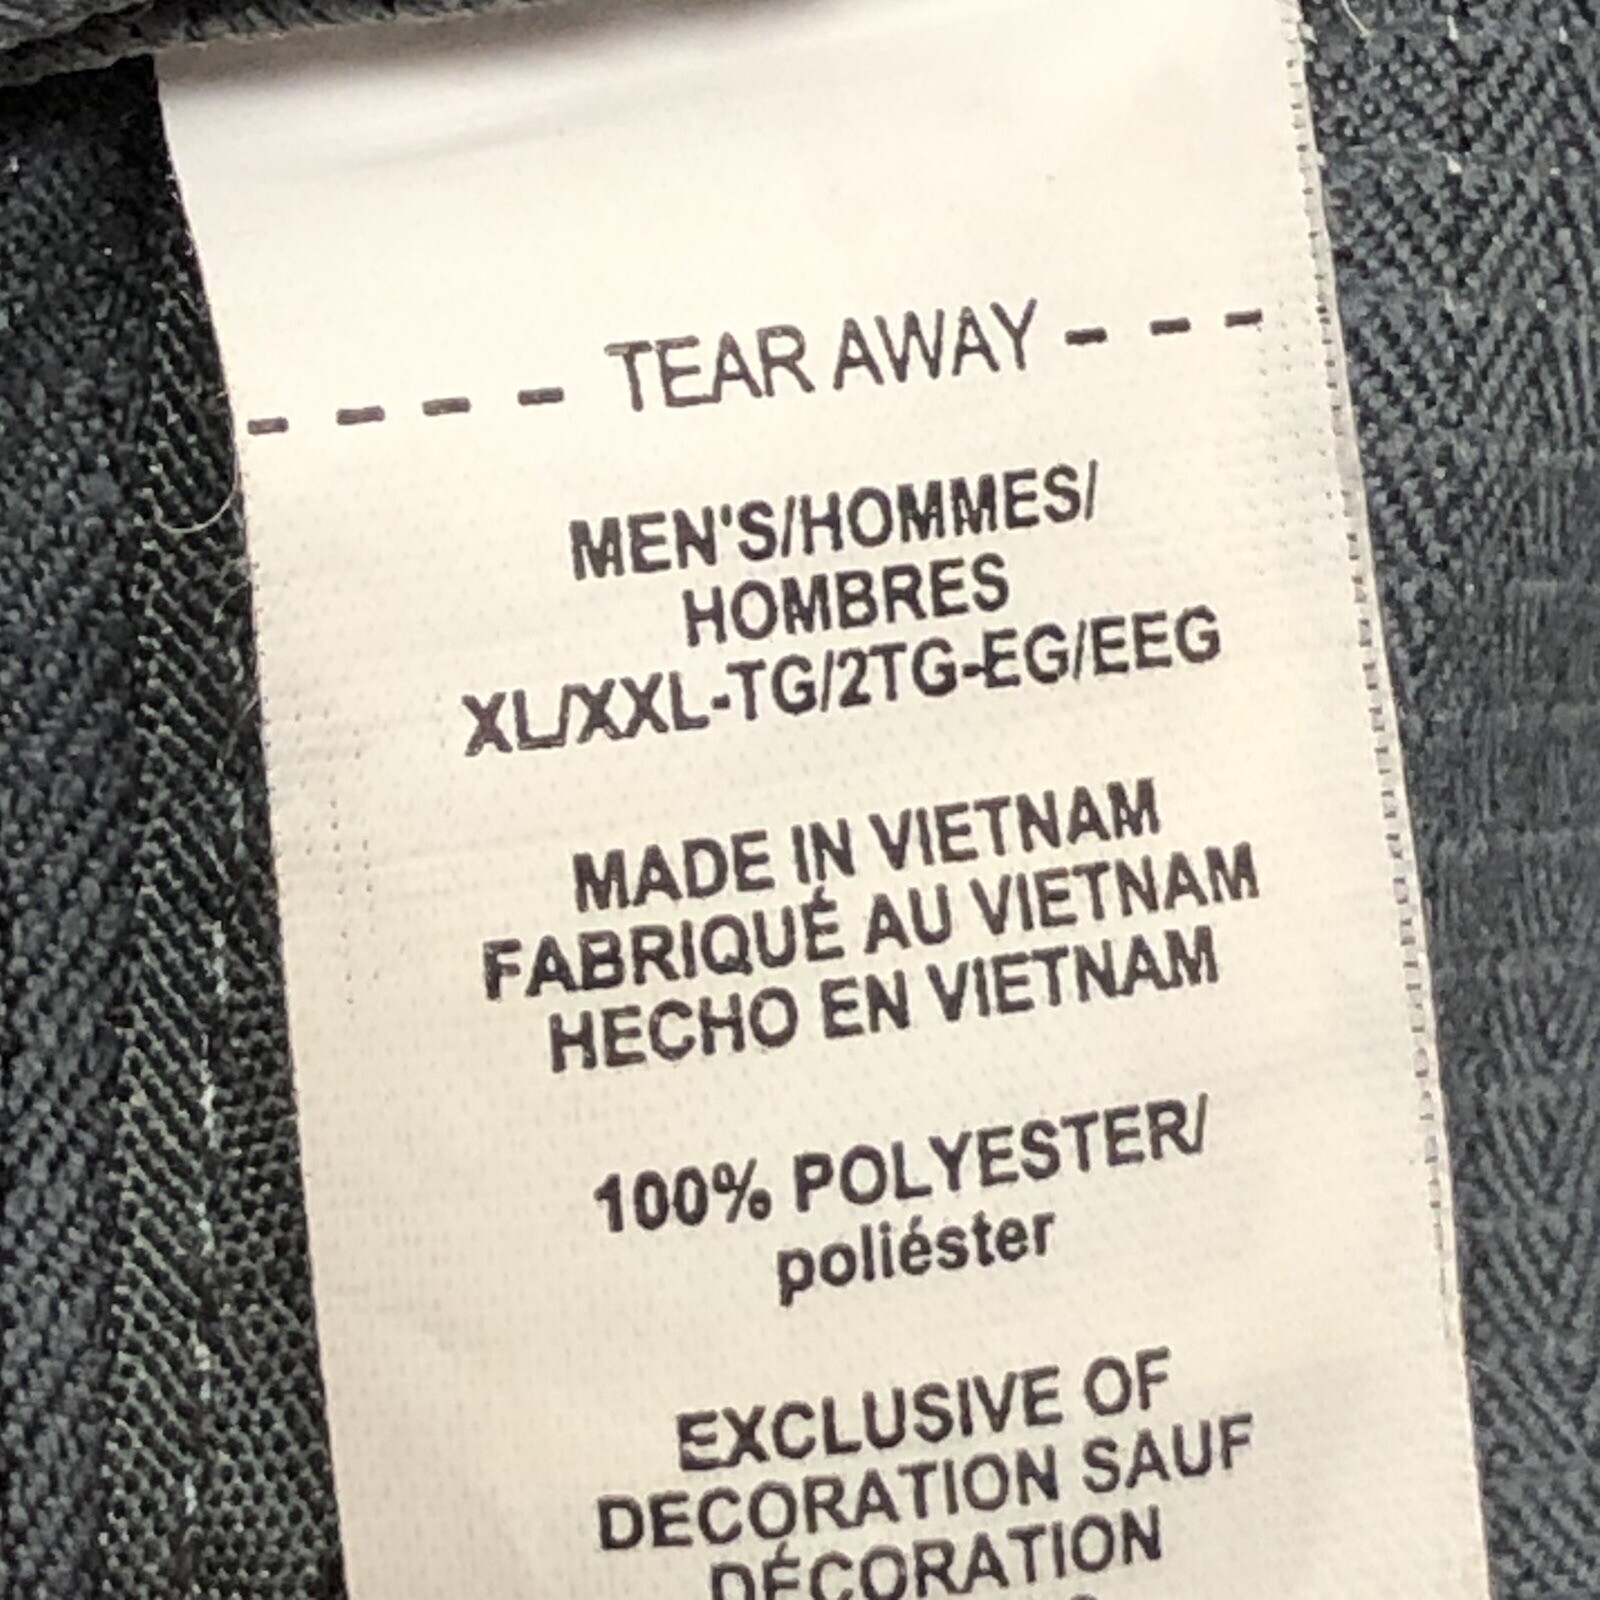 - - - - TEAR AWAY - - -
MEN'S/HOMMES/
HOMBRES
XL/XXL-TG/2TG-EG/EEG
MADE IN VIETNAM
FABRIQUÉ AU VIETNAM
HECHO EN VIETNAM
100% POLYESTER/
poliéster
EXCLUSIVE OF
DECORATION SAUF
DÉCORATION